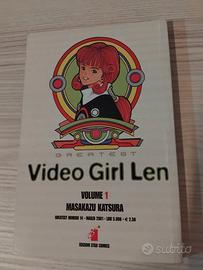 GREATEST
Video Girl Len
VOLUME 1
MASAKAZU KATSURA
GREATEST NUMERO 14 • MARZO 2001 • LIRE 5.000 • € 2,58
EDIZIONI STAR COMICS
subito